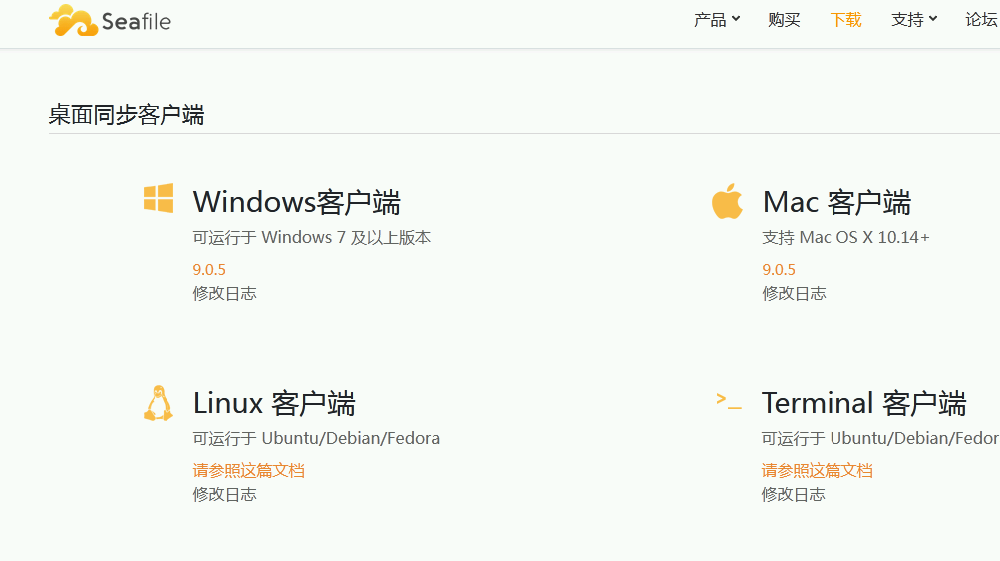 Seafile 产品 购买 下载 支持 论坛
桌面同步客户端
Windows客户端
可运行于 Windows 7 及以上版本
9.0.5
修改日志
Mac 客户端
支持 Mac OS X 10.14+
9.0.5
修改日志
Linux 客户端
可运行于 Ubuntu/Debian/Fedora
请参照这篇文档
修改日志
>_ Terminal 客户端
可运行于 Ubuntu/Debian/Fedor
请参照这篇文档
修改日志